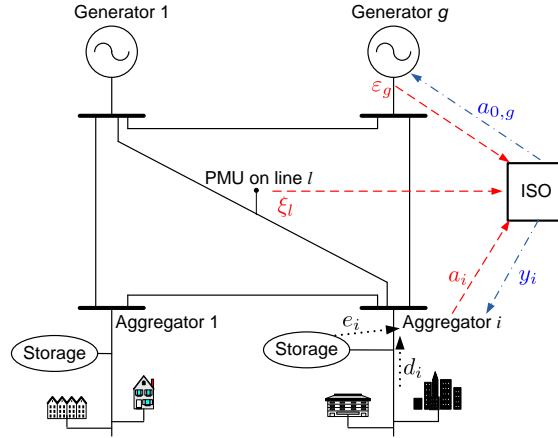 Generator 1
Generator g
ε_g
a_{0,g}
PMU on line l
ISO
ξ_l
a_i
y_i
Aggregator 1
e_i
Aggregator i
Storage
Storage
d_i